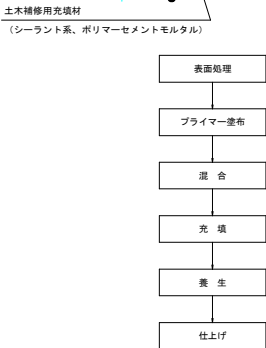 土木補修用充填材
（シーラント系、ポリマーセメントモルタル）
表面処理
プライマー塗布
混　合
充　填
養　生
仕上げ